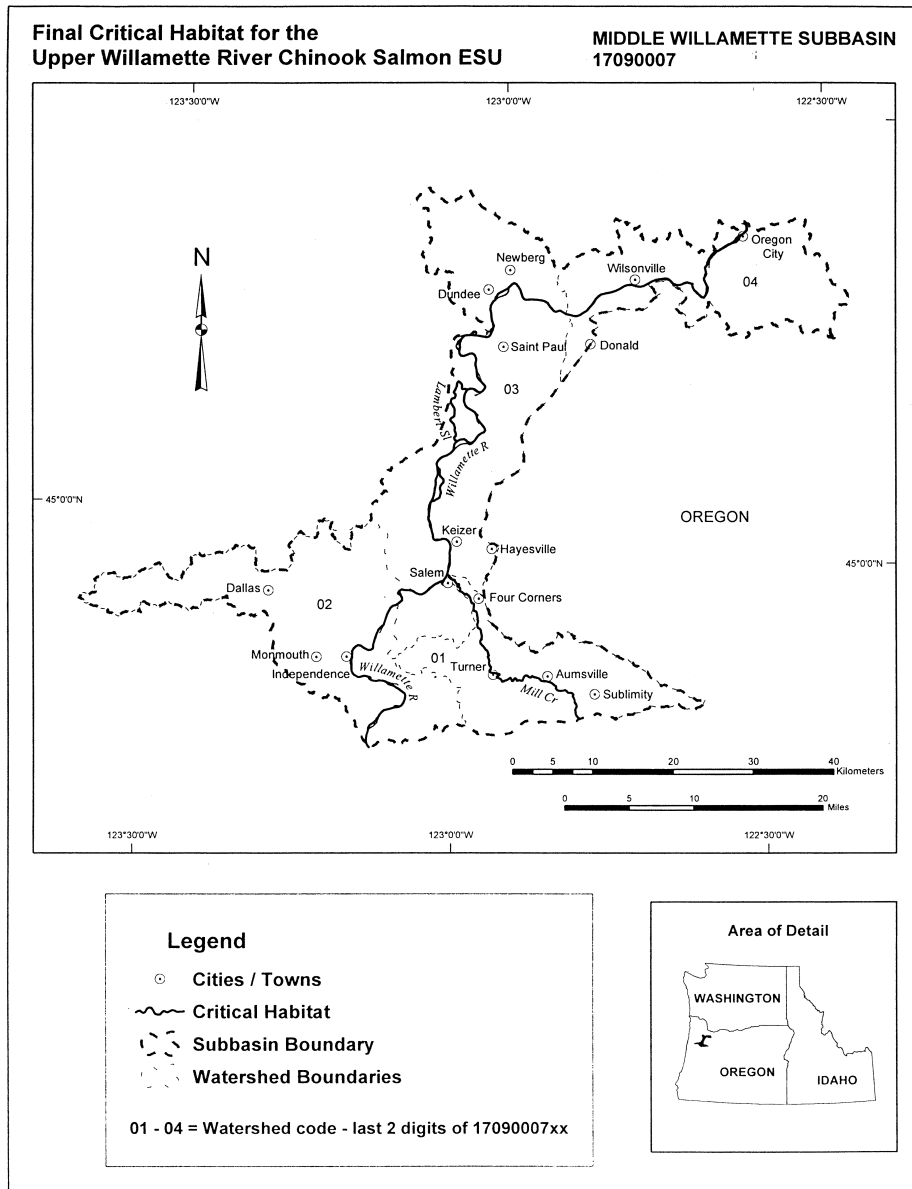 Final Critical Habitat for the
Upper Willamette River Chinook Salmon ESU
MIDDLE WILLAMETTE SUBBASIN
17090007
123°30'0"W
123°0'0"W
122°30'0"W
N
Oregon
City
04
Newberg
Wilsonville
Dundee
Saint Paul
Donald
03
Lambert Sl
Willamette R
45°0'0"N
OREGON
Keizer
Hayesville
45°0'0"N
Salem
Dallas
Four Corners
02
Monmouth
01
Independence
Willamette R
Turner
Aumsville
Mill Cr
Sublimity
0 5 10 20 30 40
Kilometers
0 5 10 20
Miles
123°30'0"W
123°0'0"W
122°30'0"W
Legend
Cities / Towns
Critical Habitat
Subbasin Boundary
Watershed Boundaries
01 - 04 = Watershed code - last 2 digits of 17090007xx
Area of Detail
WASHINGTON
OREGON
IDAHO